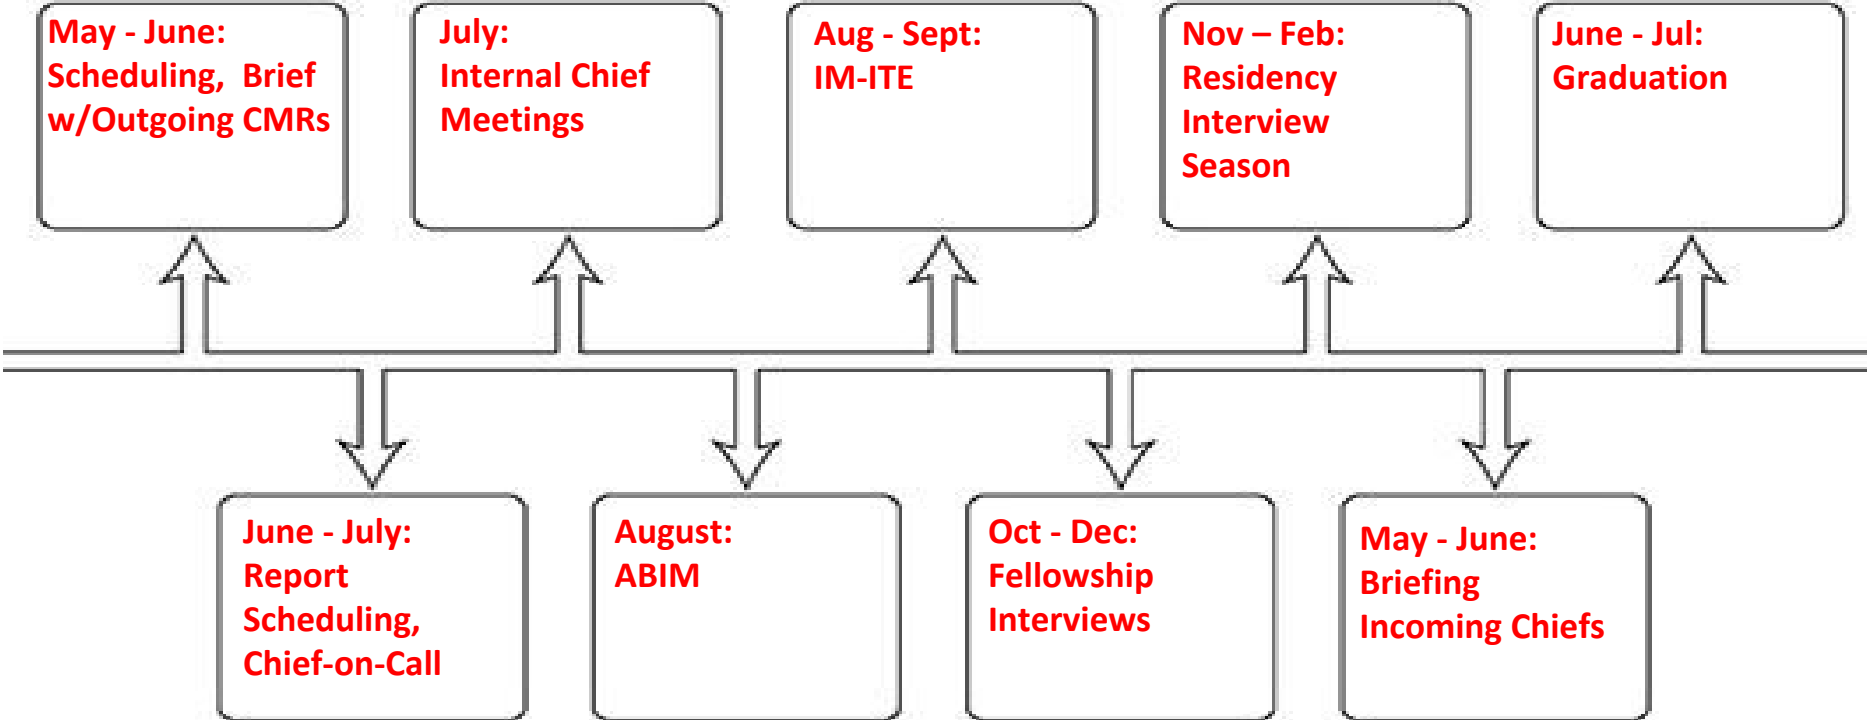 May - June:
Scheduling,  Brief
w/Outgoing CMRs
July:
Internal Chief
Meetings
Aug - Sept:
IM-ITE
Nov – Feb:
Residency
Interview
Season
June - Jul:
Graduation
June - July:
Report
Scheduling,
Chief-on-Call
August:
ABIM
Oct - Dec:
Fellowship
Interviews
May - June:
Briefing
Incoming Chiefs